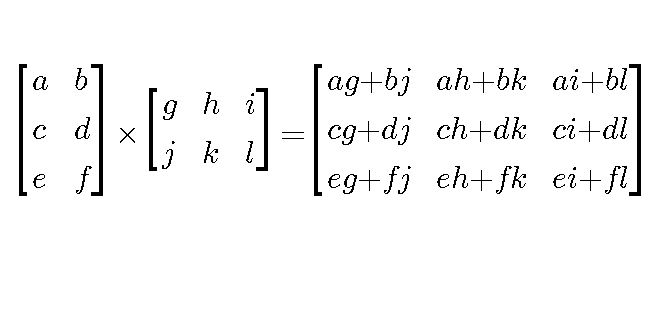 [a b; c d; e f] × [g h i; j k l] = [ag+bj ah+bk ai+bl; cg+dj ch+dk ci+dl; eg+fj eh+fk ei+fl]